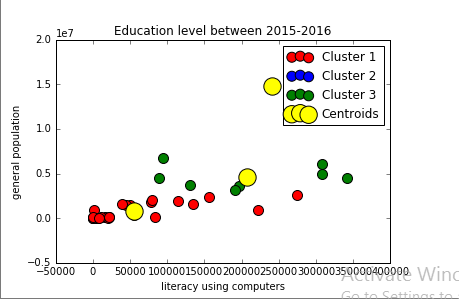 Education level between 2015-2016
1e7
2.0
1.5
1.0
0.5
0.0
−0.5
general population
Cluster 1
Cluster 2
Cluster 3
Centroids
−50000 0 50000 100000 150000 200000 250000 300000 350000 400000
literacy using computers
Activate Window
Go to Settings to